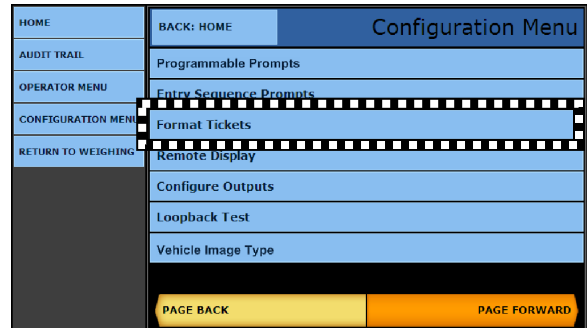 HOME
AUDIT TRAIL
OPERATOR MENU
CONFIGURATION MENU
RETURN TO WEIGHING
BACK: HOME
Configuration Menu
Programmable Prompts
Entry Sequence Prompts
Format Tickets
Remote Display
Configure Outputs
Loopback Test
Vehicle Image Type
PAGE BACK
PAGE FORWARD